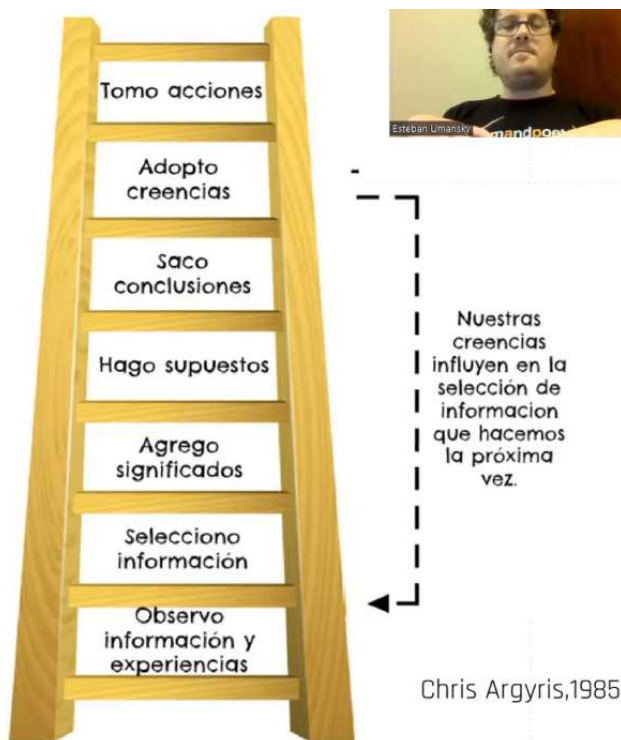 Tomo acciones
Adopto
creencias
Saco
conclusiones
Hago supuestos
Agrego
significados
Selecciono
información
Observo
información y
experiencias
Esteban Umansky
Nuestras
creencias
influyen en la
selección de
informacion
que hacemos
la próxima
vez.
Chris Argyris,1985